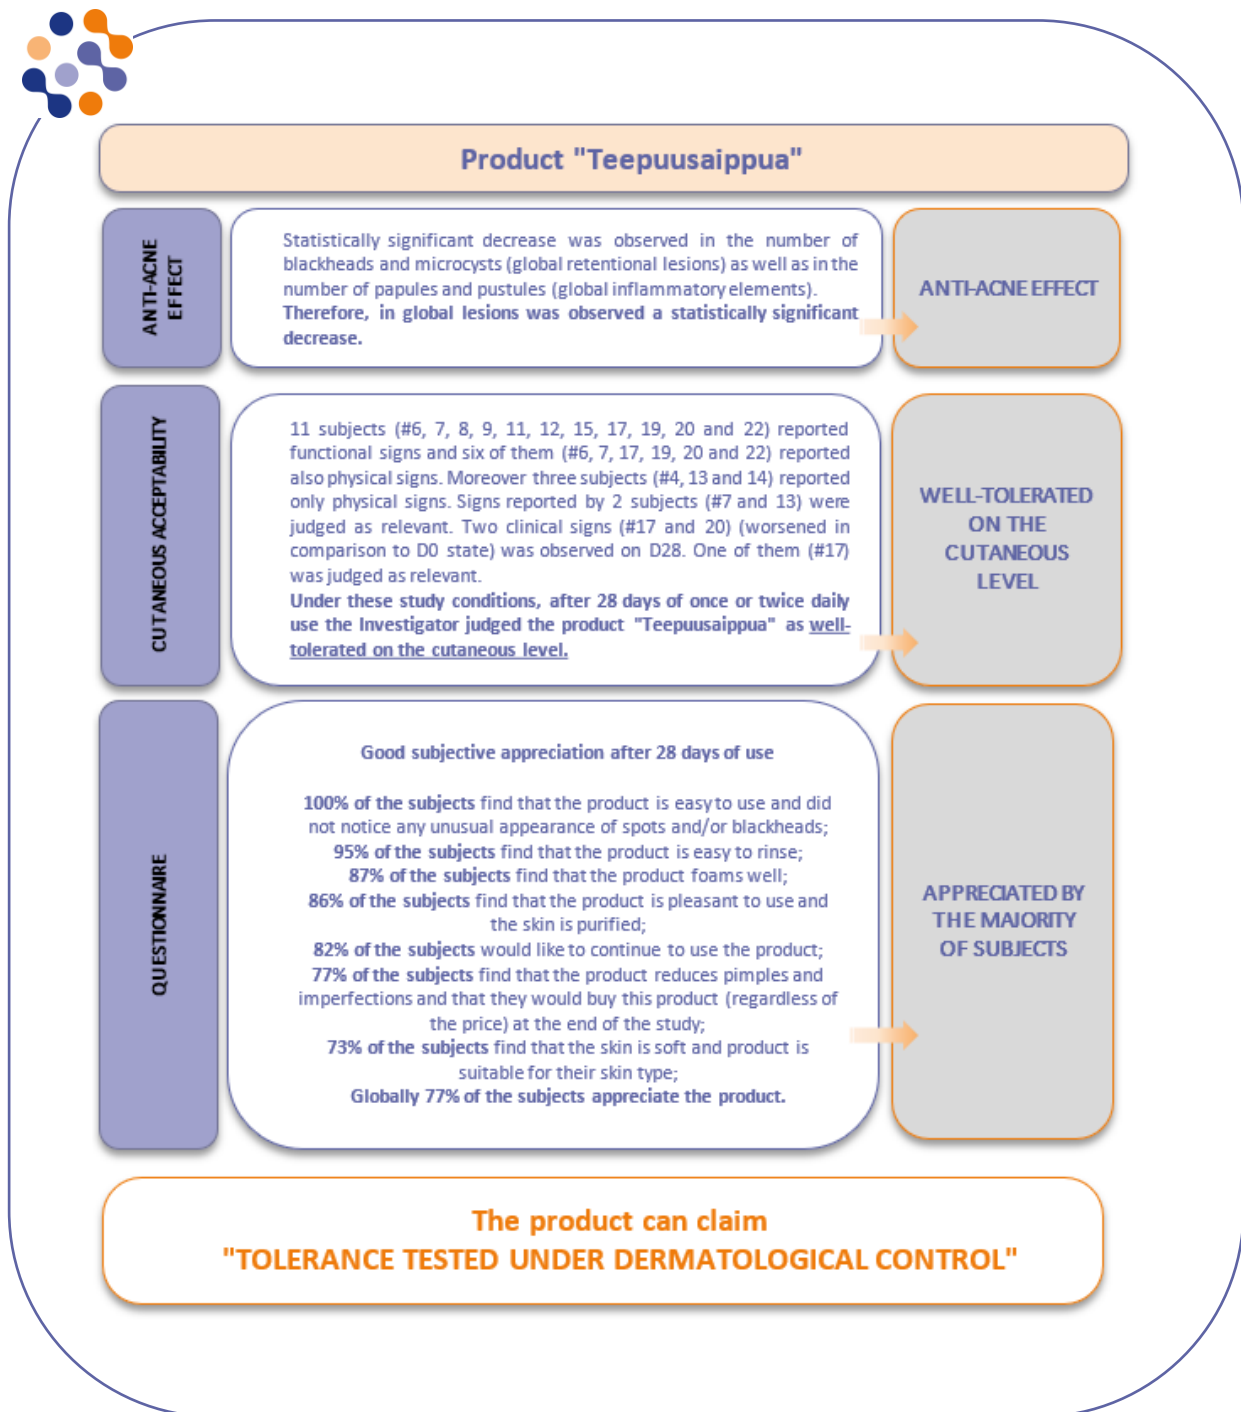 Product "Teepuusaippua"
ANTI-ACNE
EFFECT
Statistically significant decrease was observed in the number of
blackheads and microcysts (global retentional lesions) as well as in the
number of papules and pustules (global inflammatory elements).
Therefore, in global lesions was observed a statistically significant
decrease.
ANTI-ACNE EFFECT
CUTANEOUS ACCEPTABILITY
11 subjects (#6, 7, 8, 9, 11, 12, 15, 17, 19, 20 and 22) reported
functional signs and six of them (#6, 7, 17, 19, 20 and 22) reported
also physical signs. Moreover three subjects (#4, 13 and 14) reported
only physical signs. Signs reported by 2 subjects (#7 and 13) were
judged as relevant. Two clinical signs (#17 and 20) (worsened in
comparison to D0 state) was observed on D28. One of them (#17)
was judged as relevant.
Under these study conditions, after 28 days of once or twice daily
use the Investigator judged the product "Teepuusaippua" as well-
tolerated on the cutaneous level.
WELL-TOLERATED
ON THE
CUTANEOUS
LEVEL
QUESTIONNAIRE
Good subjective appreciation after 28 days of use
100% of the subjects find that the product is easy to use and did
not notice any unusual appearance of spots and/or blackheads;
95% of the subjects find that the product is easy to rinse;
87% of the subjects find that the product foams well;
86% of the subjects find that the product is pleasant to use and
the skin is purified;
82% of the subjects would like to continue to use the product;
77% of the subjects find that the product reduces pimples and
imperfections and that they would buy this product (regardless of
the price) at the end of the study;
73% of the subjects find that the skin is soft and product is
suitable for their skin type;
Globally 77% of the subjects appreciate the product.
APPRECIATED BY
THE MAJORITY
OF SUBJECTS
The product can claim
"TOLERANCE TESTED UNDER DERMATOLOGICAL CONTROL"